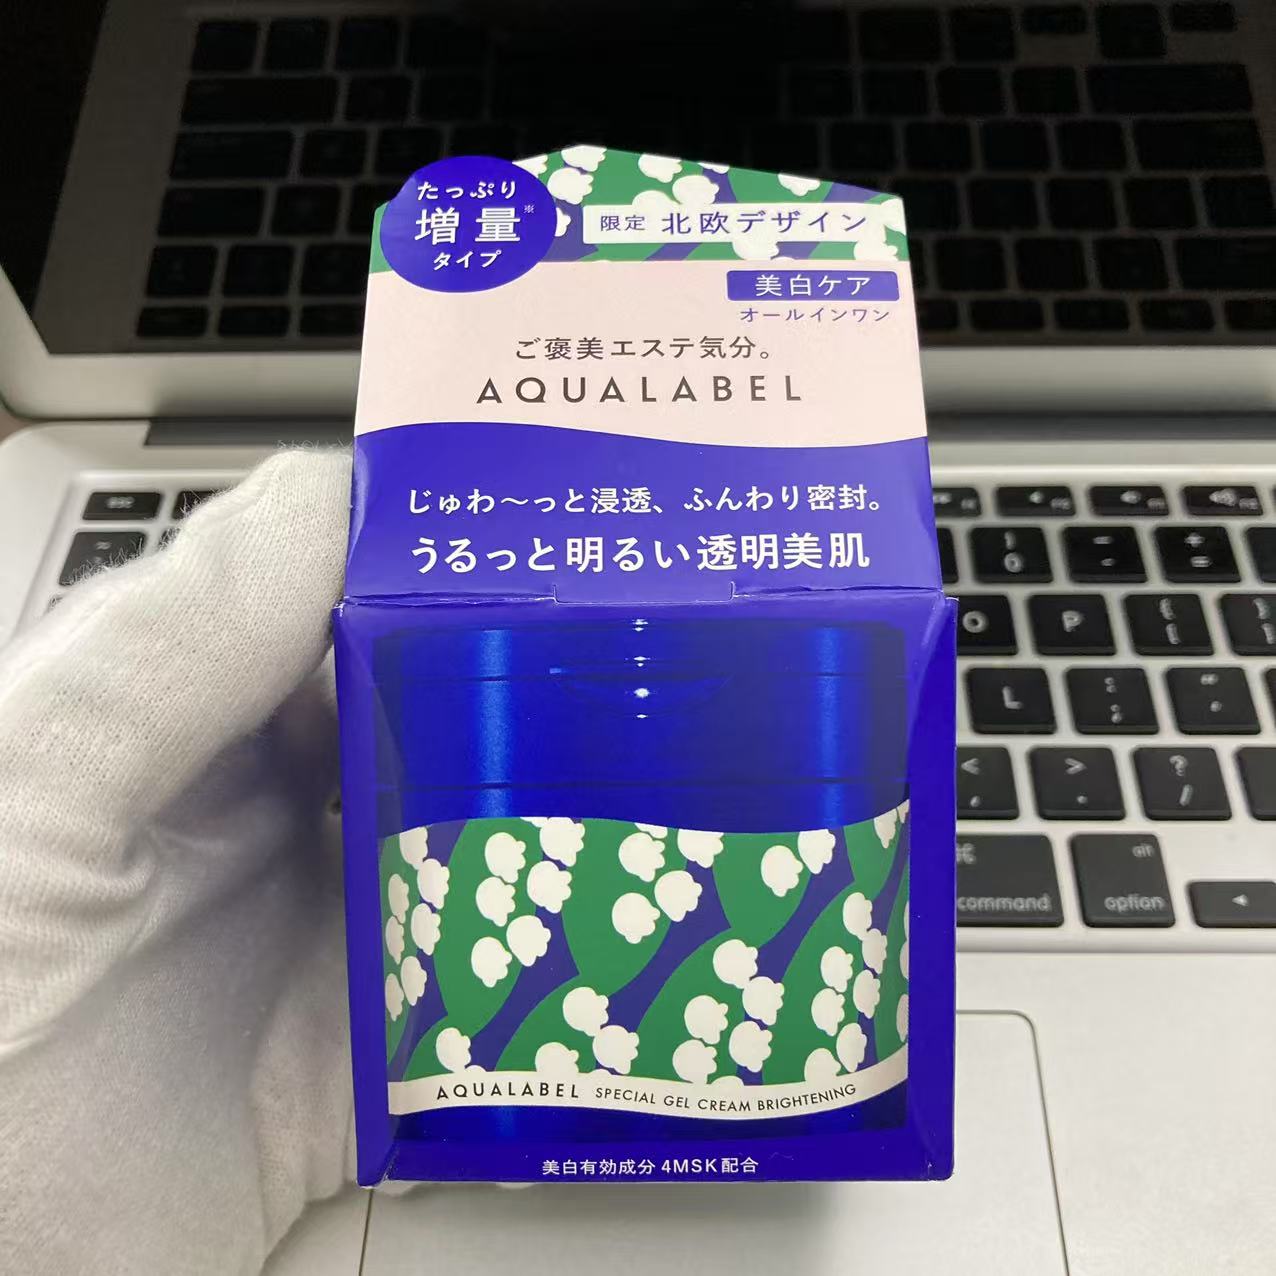 たっぷり
増量※
タイプ
限定 北欧デザイン
美白ケア
オールインワン
ご褒美エステ気分。
AQUALABEL
じゅわ～っと浸透、ふんわり密封。
うるっと明るい透明美肌
AQUALABEL SPECIAL GEL CREAM BRIGHTENING
美白有効成分 4MSK配合
esc
O
P
L
command
alt
option